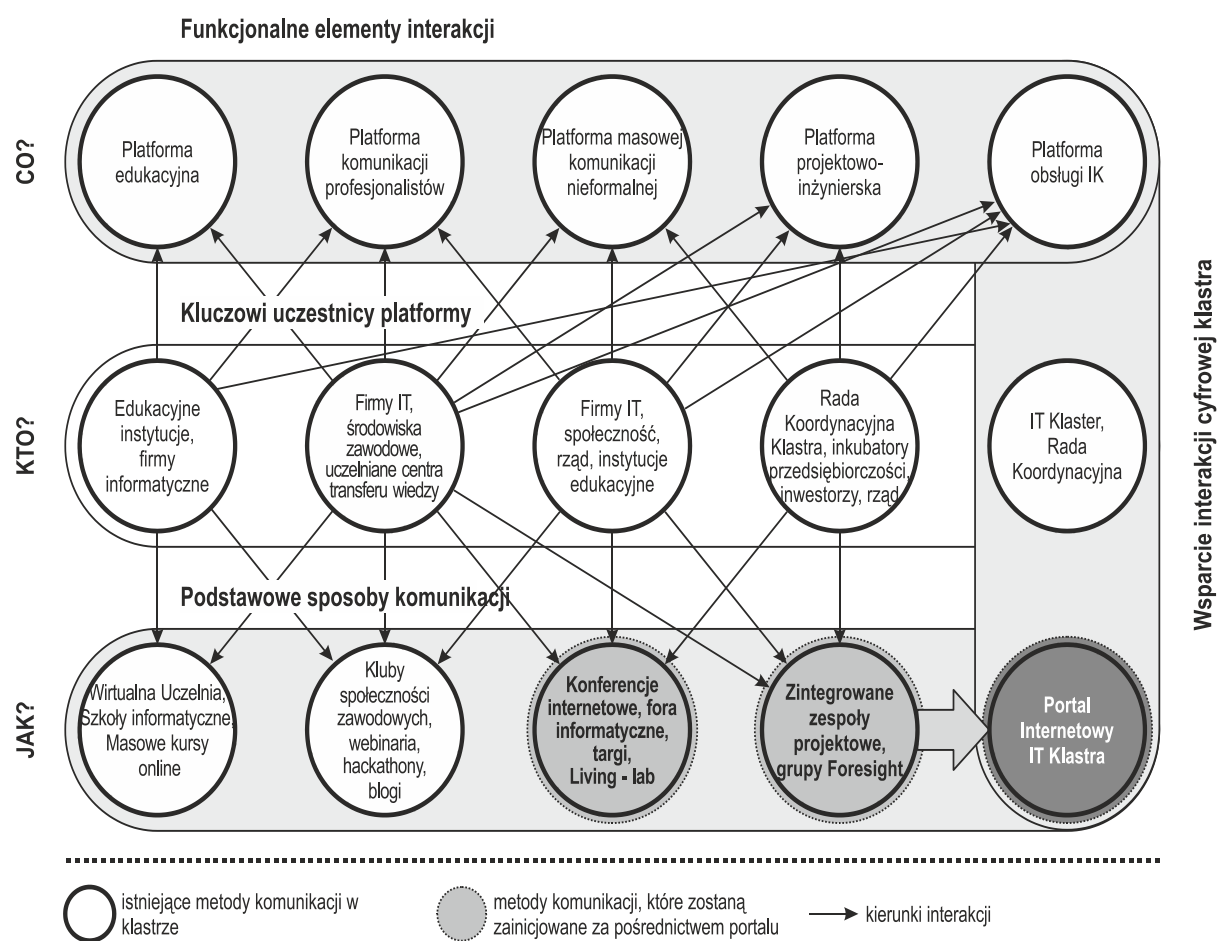 Funkcjonalne elementy interakcji
CO?
Platforma
edukacyjna
Platforma
komunikacji
profesjonalistów
Platforma masowej
komunikacji
nieformalnej
Platforma
projektowo-
inżynierska
Platforma
obsługi IK
Kluczowi uczestnicy platformy
KTO?
Edukacyjne
instytucje,
firmy
informatyczne
Firmy IT,
środowiska
zawodowe,
uczelniane centra
transferu wiedzy
Firmy IT,
społeczność,
rząd, instytucje
edukacyjne
Rada
Koordynacyjna
Klastra, inkubatory
przedsiębiorczości,
inwestorzy, rząd
IT Klaster,
Rada
Koordynacyjna
Wsparcie interakcji cyfrowej klastra
Podstawowe sposoby komunikacji
JAK?
Wirtualna Uczelnia,
Szkoły informatyczne,
Masowe kursy
online
Kluby
społeczności
zawodowych,
webinaria,
hackathony,
blogi
Konferencje
internetowe, fora
informatyczne,
targi,
Living - lab
Zintegrowane
zespoły
projektowe,
grupy Foresight
Portal
Internetowy
IT Klastra
istniejące metody komunikacji w
klastrze
metody komunikacji, które zostaną
zainicjowane za pośrednictwem portalu
kierunki interakcji